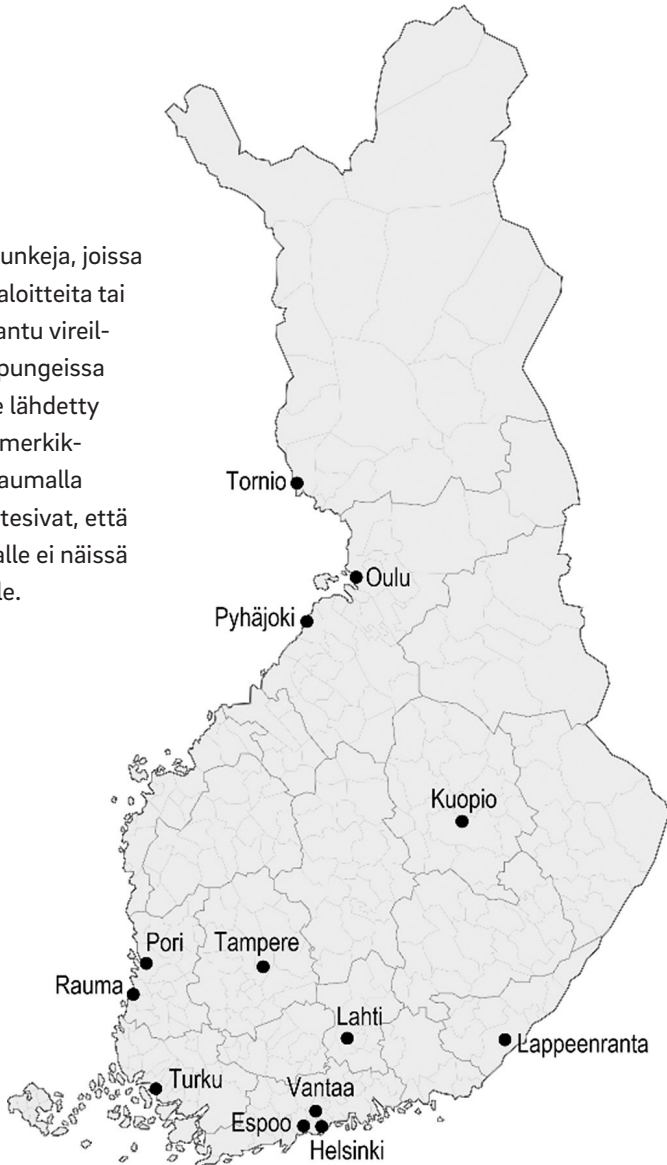 unkeja, joissa
aloitteita tai
antu vireil-
pungeissa
e lähdetty
merkik-
aumalla
tesivat, että
alle ei näissä
le.
Tornio
Oulu
Pyhäjoki
Kuopio
Pori
Tampere
Rauma
Lahti
Lappeenranta
Turku
Vantaa
Espoo
Helsinki